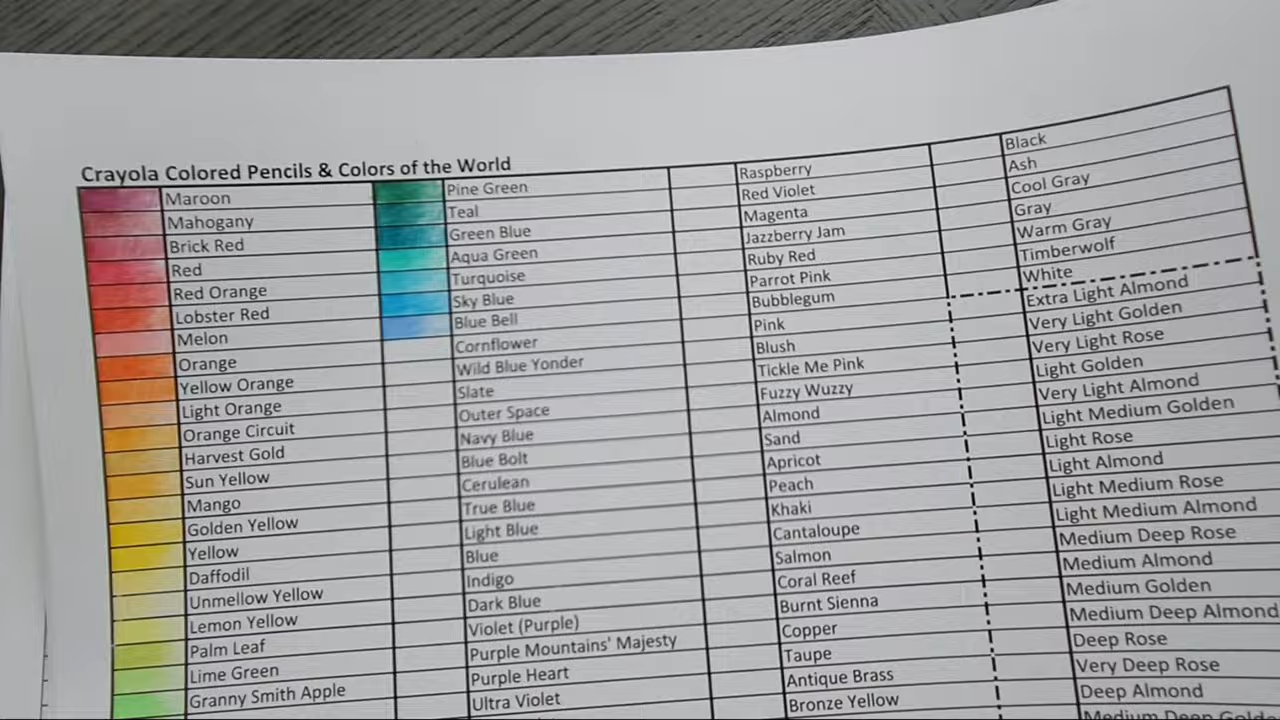 Crayola Colored Pencils & Colors of the World
Maroon
Mahogany
Brick Red
Red
Red Orange
Lobster Red
Melon
Orange
Yellow Orange
Light Orange
Orange Circuit
Harvest Gold
Sun Yellow
Mango
Golden Yellow
Yellow
Daffodil
Unmellow Yellow
Lemon Yellow
Palm Leaf
Lime Green
Granny Smith Apple
Pine Green
Teal
Green Blue
Aqua Green
Turquoise
Sky Blue
Blue Bell
Cornflower
Wild Blue Yonder
Slate
Outer Space
Navy Blue
Blue Bolt
Cerulean
True Blue
Light Blue
Blue
Indigo
Dark Blue
Violet (Purple)
Purple Mountains' Majesty
Purple Heart
Ultra Violet
Raspberry
Red Violet
Magenta
Jazzberry Jam
Ruby Red
Parrot Pink
Bubblegum
Pink
Blush
Tickle Me Pink
Fuzzy Wuzzy
Almond
Sand
Apricot
Peach
Khaki
Cantaloupe
Salmon
Coral Reef
Burnt Sienna
Copper
Taupe
Antique Brass
Bronze Yellow
Black
Ash
Cool Gray
Gray
Warm Gray
Timberwolf
White
Extra Light Almond
Very Light Golden
Very Light Rose
Light Golden
Very Light Almond
Light Medium Golden
Light Rose
Light Almond
Light Medium Rose
Light Medium Almond
Medium Deep Rose
Medium Almond
Medium Golden
Medium Deep Almond
Deep Rose
Very Deep Rose
Deep Almond
Medium Deep